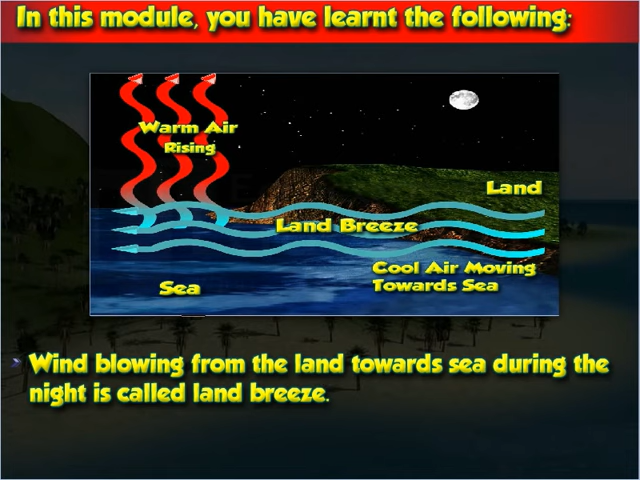 In this module, you have learnt the following:
Warm Air
Rising
Land
Land Breeze
Cool Air Moving
Towards Sea
Sea
Wind blowing from the land towards sea during the
night is called land breeze.